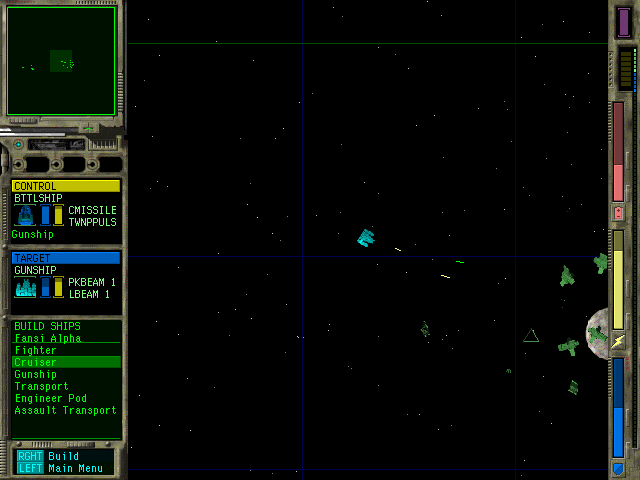 CONTROL
BTTLSHIP
CMISSILE
TWNPPULS
Gunship
TARGET
GUNSHIP
PKBEAM 1
LBEAM 1
BUILD SHIPS
Fansi Alpha
Fighter
Cruiser
Gunship
Transport
Engineer Pod
Assault Transport
RGHT Build
LEFT Main Menu